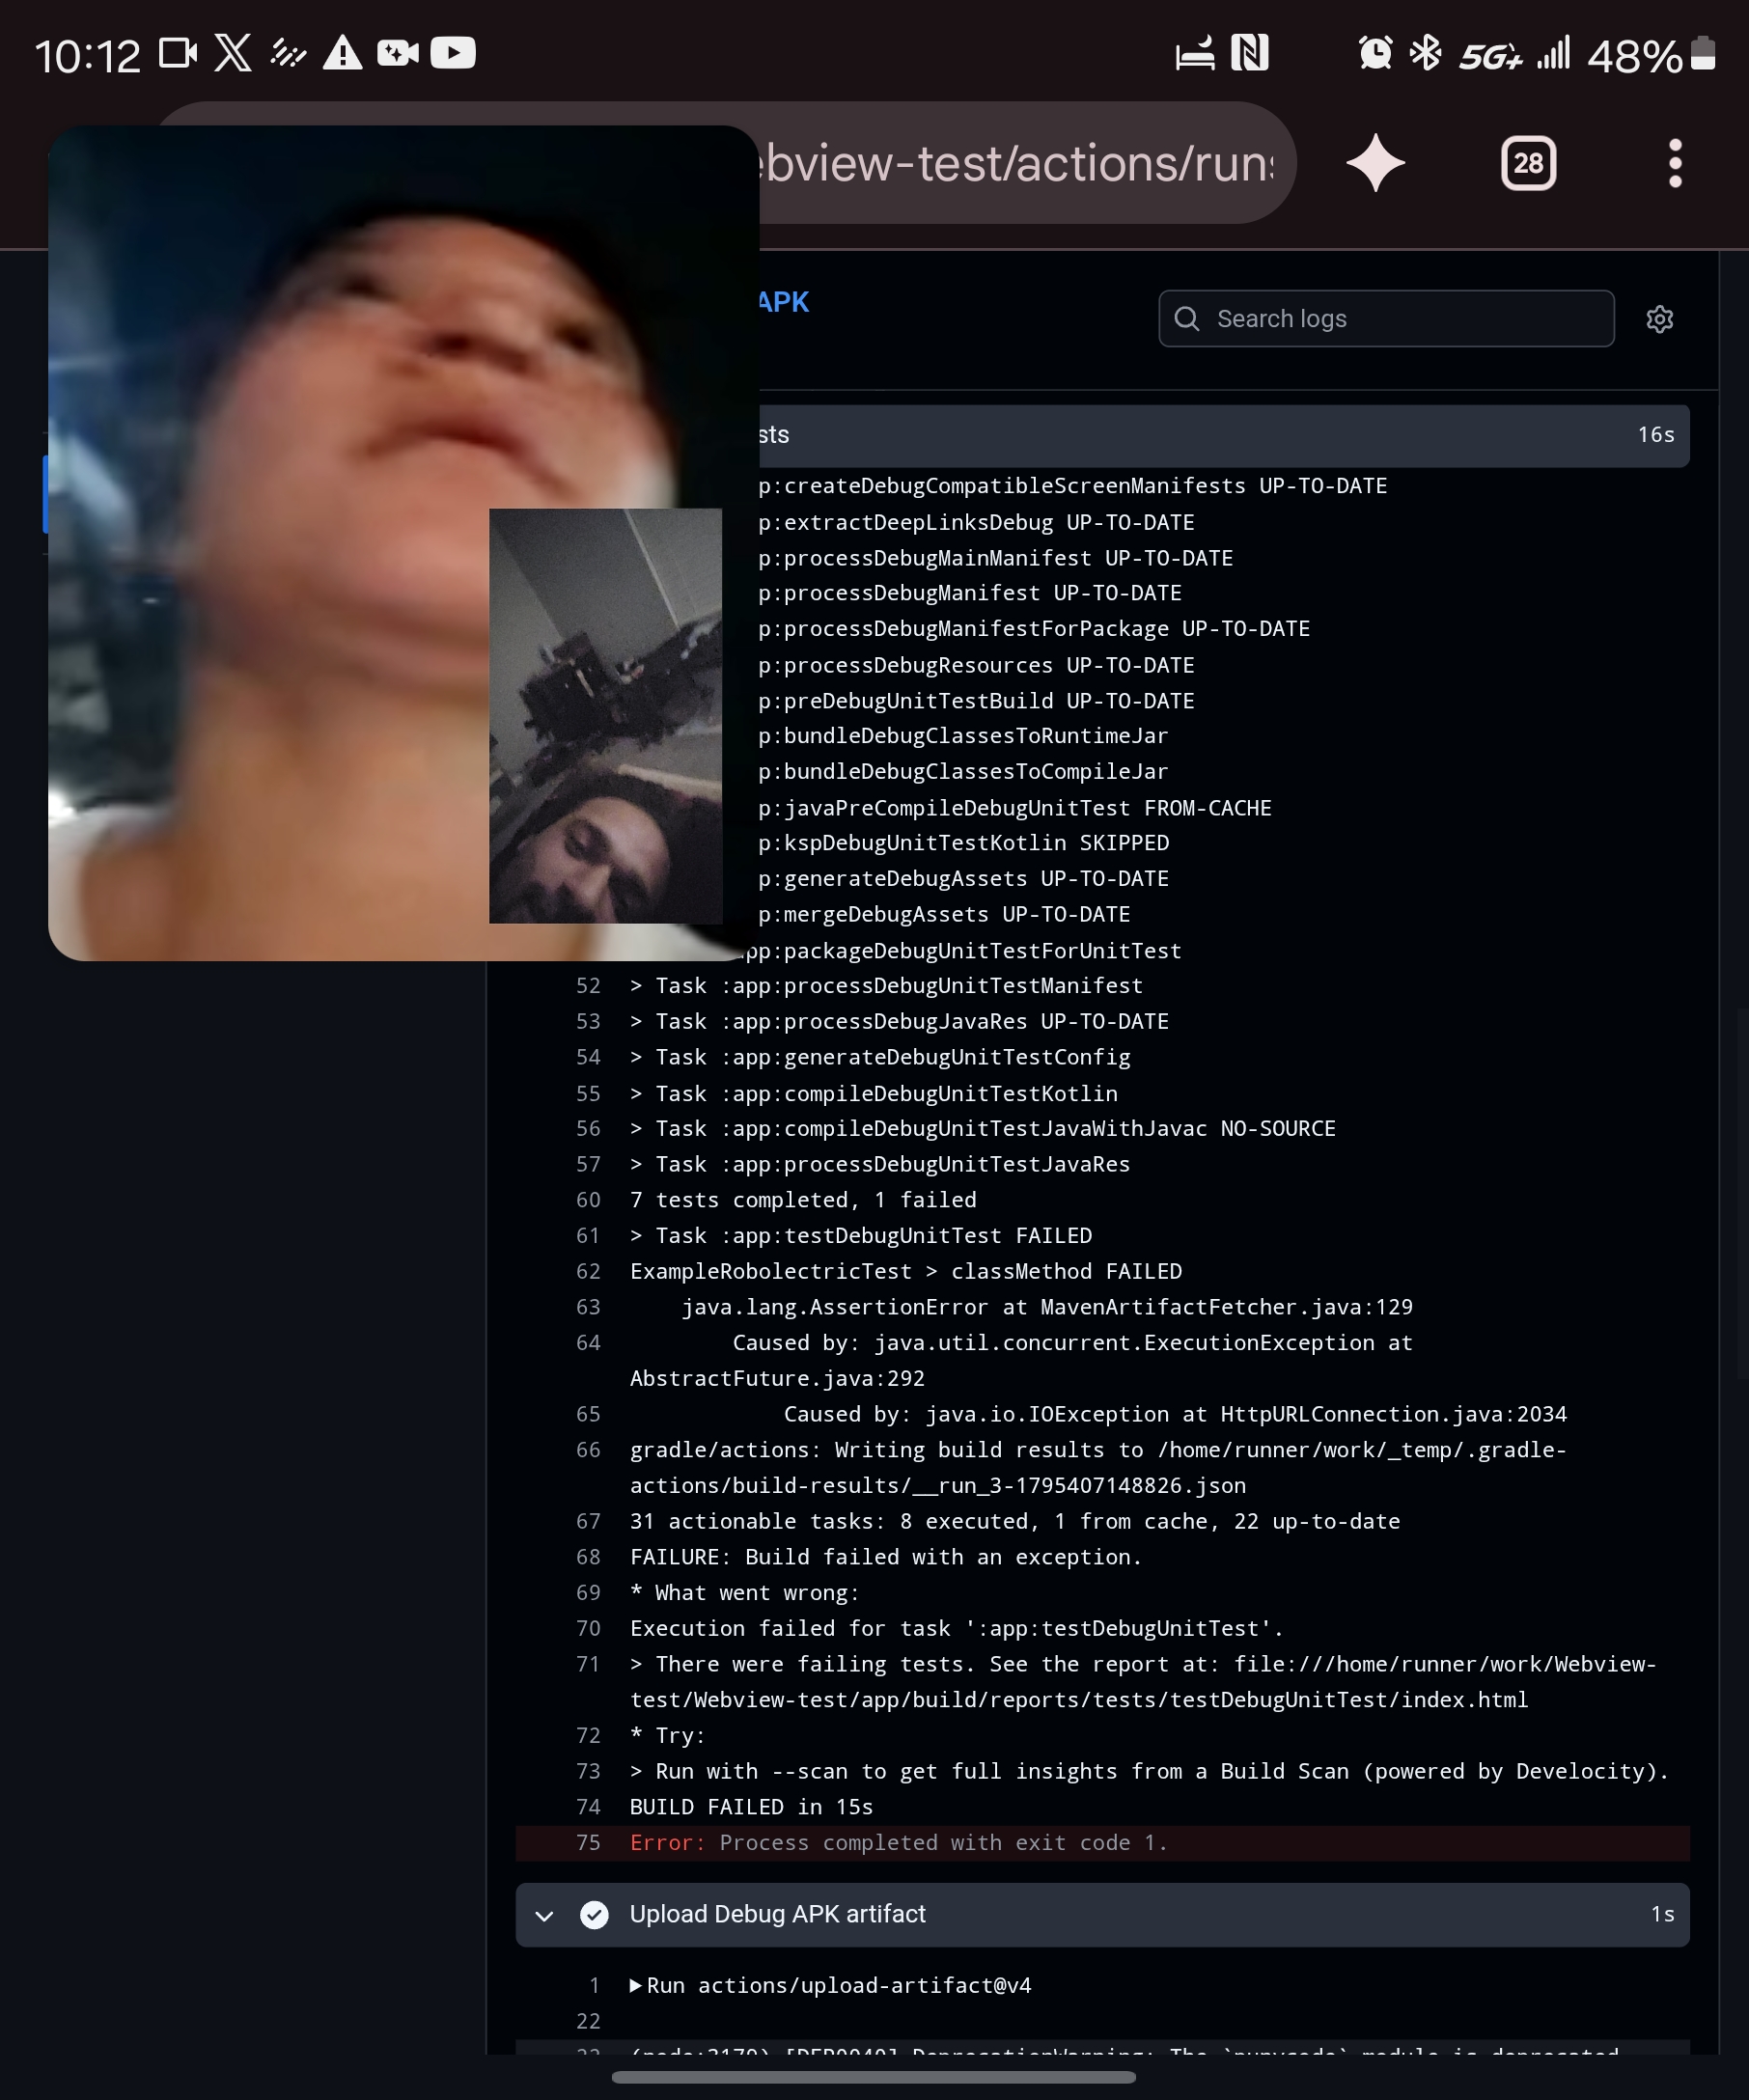 10:12 5G+ 48%
ebview-test/actions/runs 28
APK Search logs
sts 16s
p:createDebugCompatibleScreenManifests UP-TO-DATE
p:extractDeepLinksDebug UP-TO-DATE
p:processDebugMainManifest UP-TO-DATE
p:processDebugManifest UP-TO-DATE
p:processDebugManifestForPackage UP-TO-DATE
p:processDebugResources UP-TO-DATE
p:preDebugUnitTestBuild UP-TO-DATE
p:bundleDebugClassesToRuntimeJar
p:bundleDebugClassesToCompileJar
p:javaPreCompileDebugUnitTest FROM-CACHE
p:kspDebugUnitTestKotlin SKIPPED
p:generateDebugAssets UP-TO-DATE
p:mergeDebugAssets UP-TO-DATE
pp:packageDebugUnitTestForUnitTest
52 > Task :app:processDebugUnitTestManifest
53 > Task :app:processDebugJavaRes UP-TO-DATE
54 > Task :app:generateDebugUnitTestConfig
55 > Task :app:compileDebugUnitTestKotlin
56 > Task :app:compileDebugUnitTestJavaWithJavac NO-SOURCE
57 > Task :app:processDebugUnitTestJavaRes
60 7 tests completed, 1 failed
61 > Task :app:testDebugUnitTest FAILED
62 ExampleRobolectricTest > classMethod FAILED
63 java.lang.AssertionError at MavenArtifactFetcher.java:129
64 Caused by: java.util.concurrent.ExecutionException at
AbstractFuture.java:292
65 Caused by: java.io.IOException at HttpURLConnection.java:2034
66 gradle/actions: Writing build results to /home/runner/work/_temp/.gradle-
actions/build-results/__run_3-1795407148826.json
67 31 actionable tasks: 8 executed, 1 from cache, 22 up-to-date
68 FAILURE: Build failed with an exception.
69 * What went wrong:
70 Execution failed for task ':app:testDebugUnitTest'.
71 > There were failing tests. See the report at: file:///home/runner/work/Webview-
test/Webview-test/app/build/reports/tests/testDebugUnitTest/index.html
72 * Try:
73 > Run with --scan to get full insights from a Build Scan (powered by Develocity).
74 BUILD FAILED in 15s
75 Error: Process completed with exit code 1.
Upload Debug APK artifact 1s
1 Run actions/upload-artifact@v4
22
23 (node:3179) [DEP0040] DeprecationWarning: The `punycode` module is deprecated